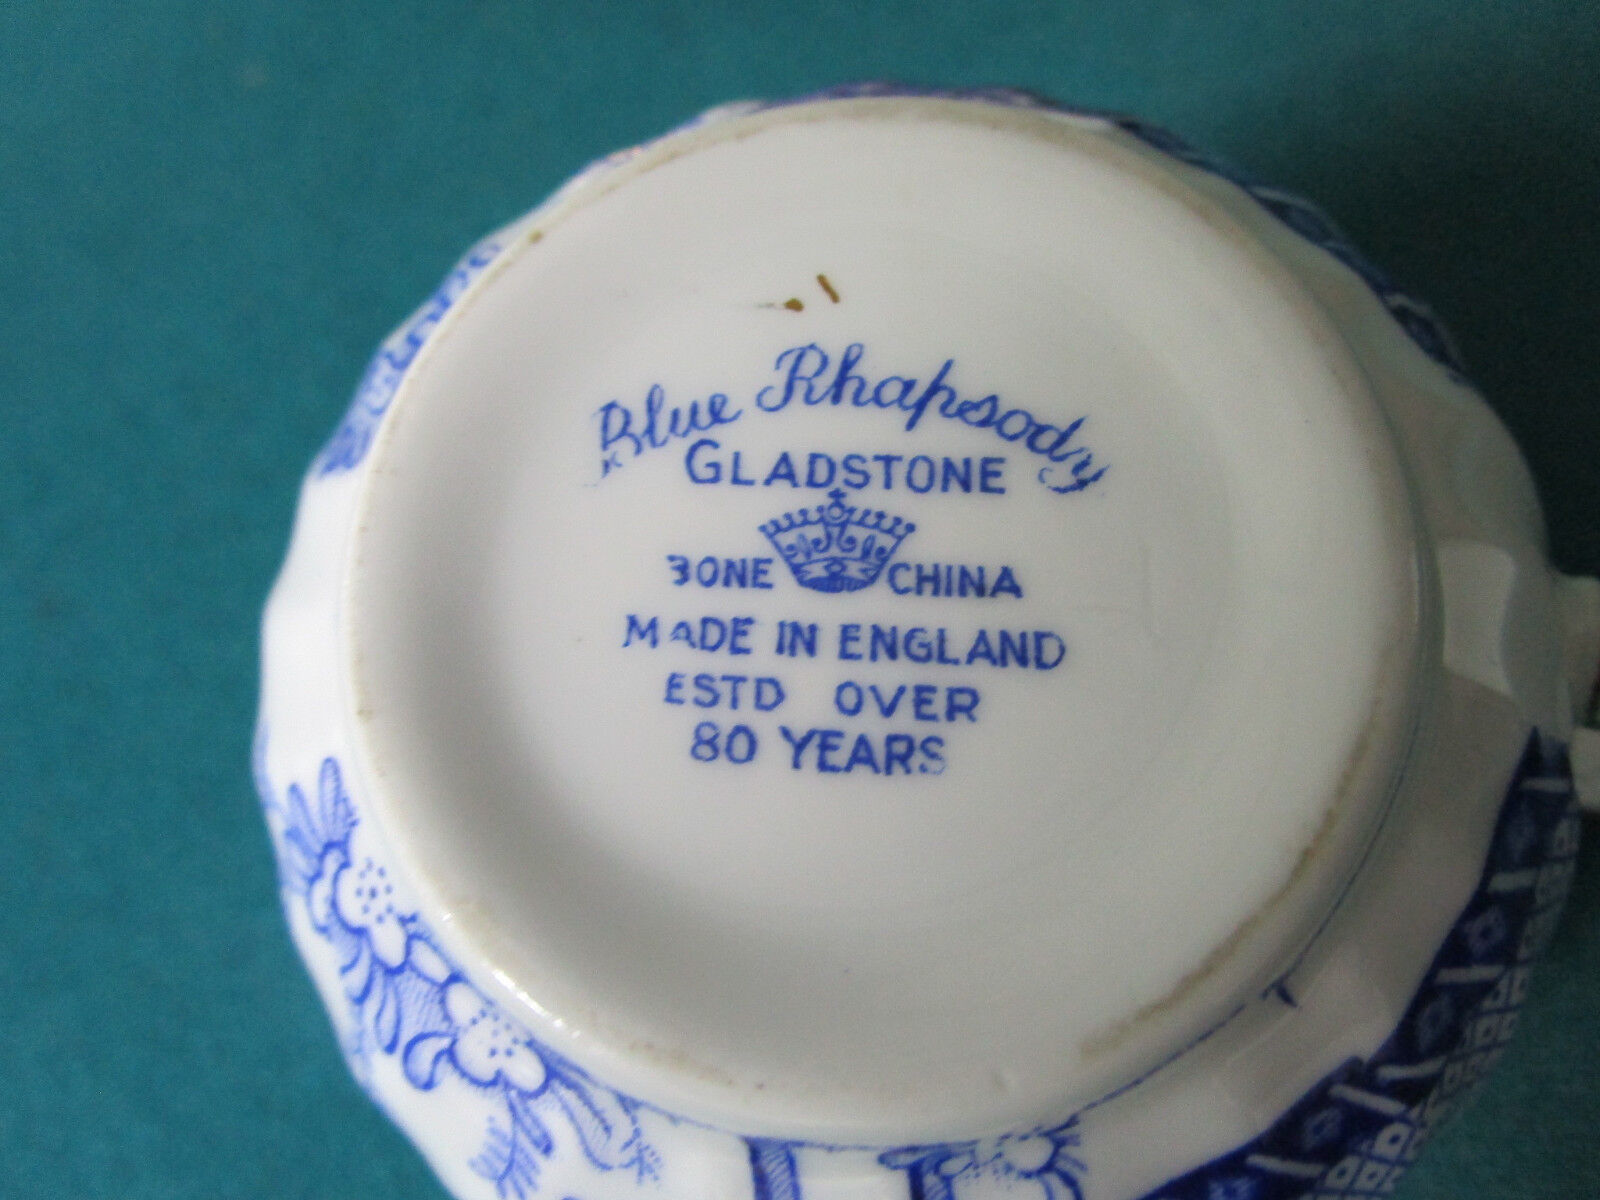 Blue Rhapsody
GLADSTONE
BONE CHINA
MADE IN ENGLAND
ESTD OVER
80 YEARS